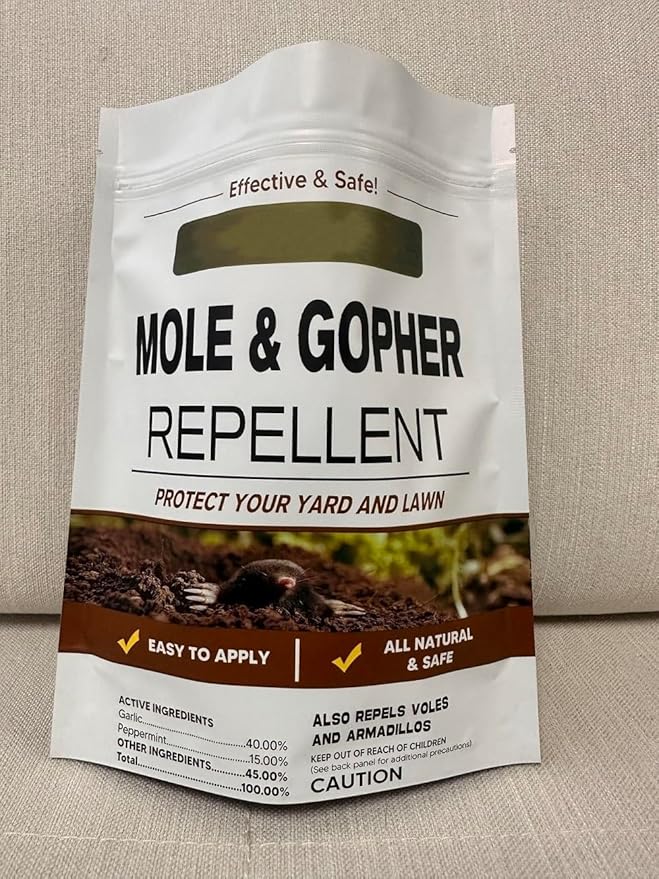 Effective & Safe!
MOLE & GOPHER
REPELLENT
PROTECT YOUR YARD AND LAWN
EASY TO APPLY
ALL NATURAL
& SAFE
ACTIVE INGREDIENTS
Garlic..............................40.00%
Peppermint....................15.00%
OTHER INGREDIENTS........45.00%
Total..............................100.00%
ALSO REPELS VOLES
AND ARMADILLOS
KEEP OUT OF REACH OF CHILDREN
(See back panel for additional precautions)
CAUTION